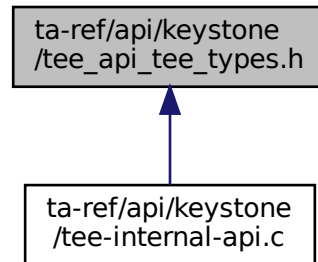 ta-ref/api/keystone
/tee_api_tee_types.h
ta-ref/api/keystone
/tee-internal-api.c